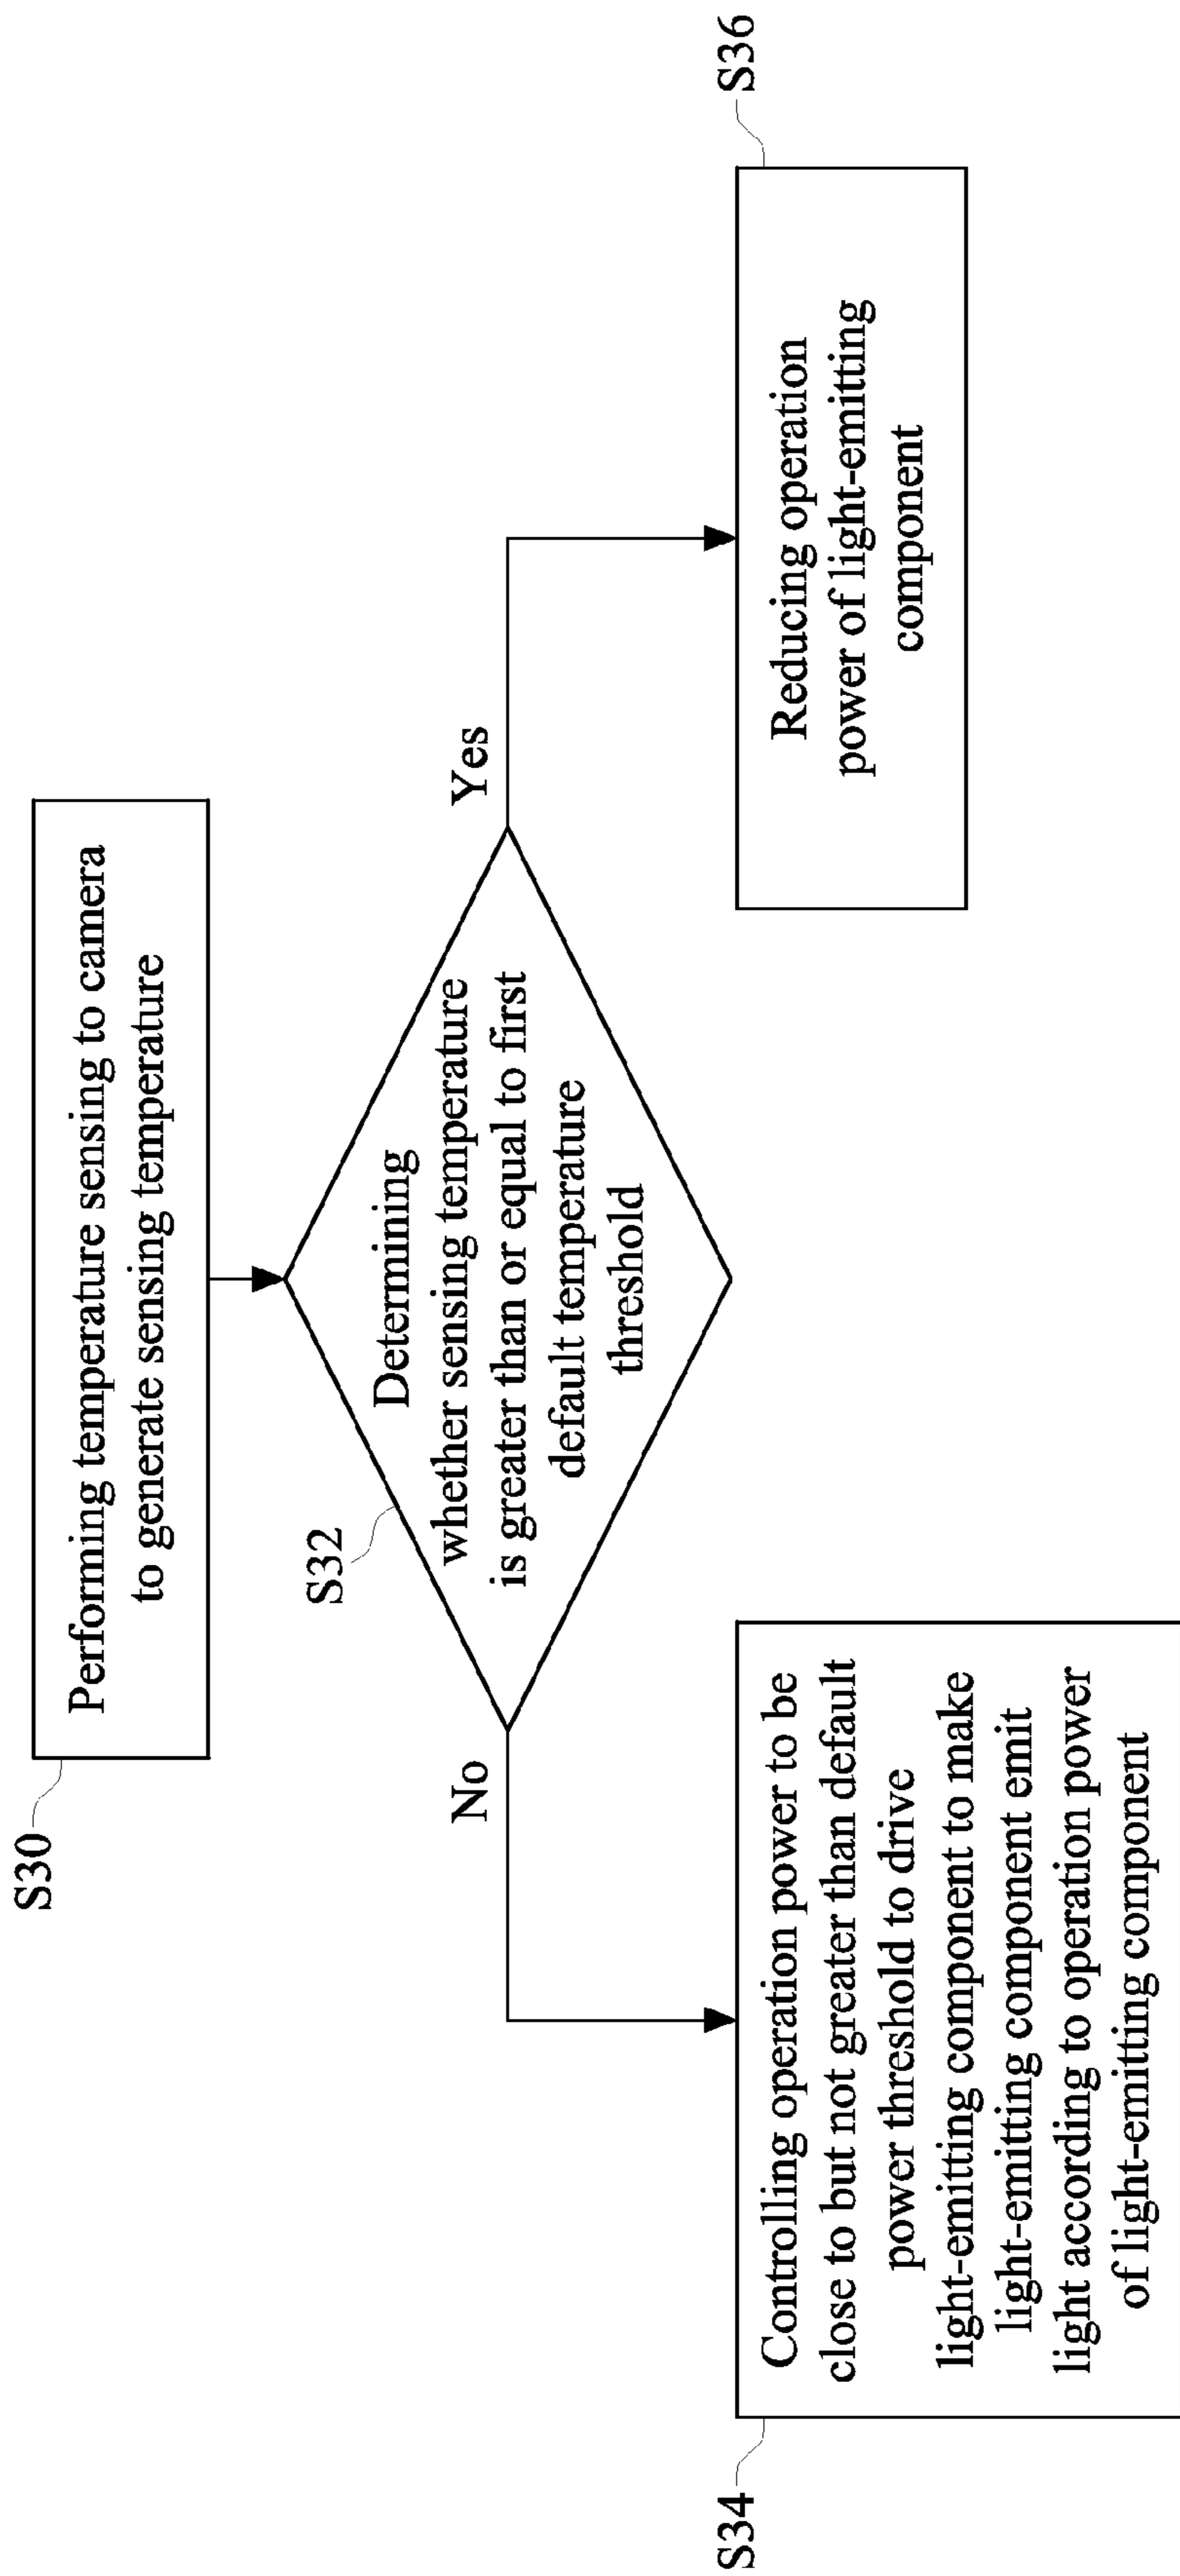 S30
Performing temperature sensing to camera
to generate sensing temperature
S32
Determining
whether sensing temperature
is greater than or equal to first
default temperature
threshold
No
Yes
S34
Controlling operation power to be
close to but not greater than default
power threshold to drive
light-emitting component to make
light-emitting component emit
light according to operation power
of light-emitting component
S36
Reducing operation
power of light-emitting
component